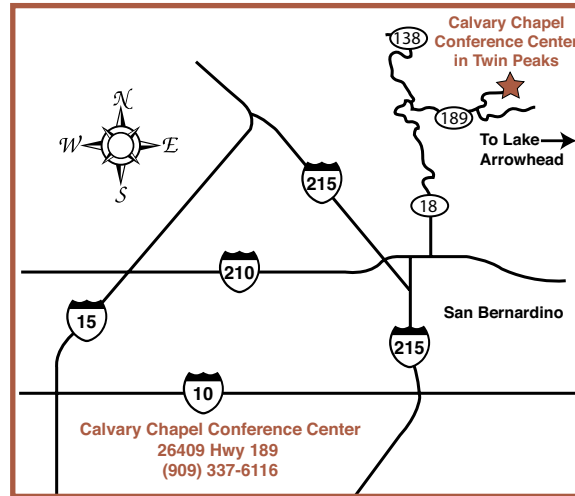 Calvary Chapel
Conference Center
in Twin Peaks
138
189
To Lake
Arrowhead
N
W
E
S
215
18
210
15
San Bernardino
215
10
Calvary Chapel Conference Center
26409 Hwy 189
(909) 337-6116